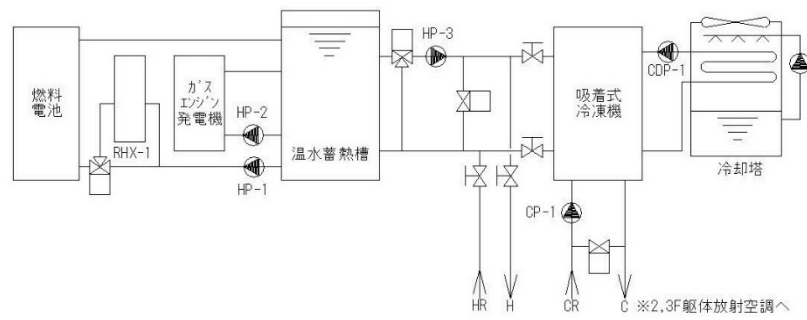 燃料
電池
RHX-1
ガス
エンジン
発電機
HP-2
HP-1
温水蓄熱槽
HP-3
吸着式
冷凍機
CDP-1
冷却塔
CP-1
HR
H
CR
C ※2,3F躯体放射空調へ